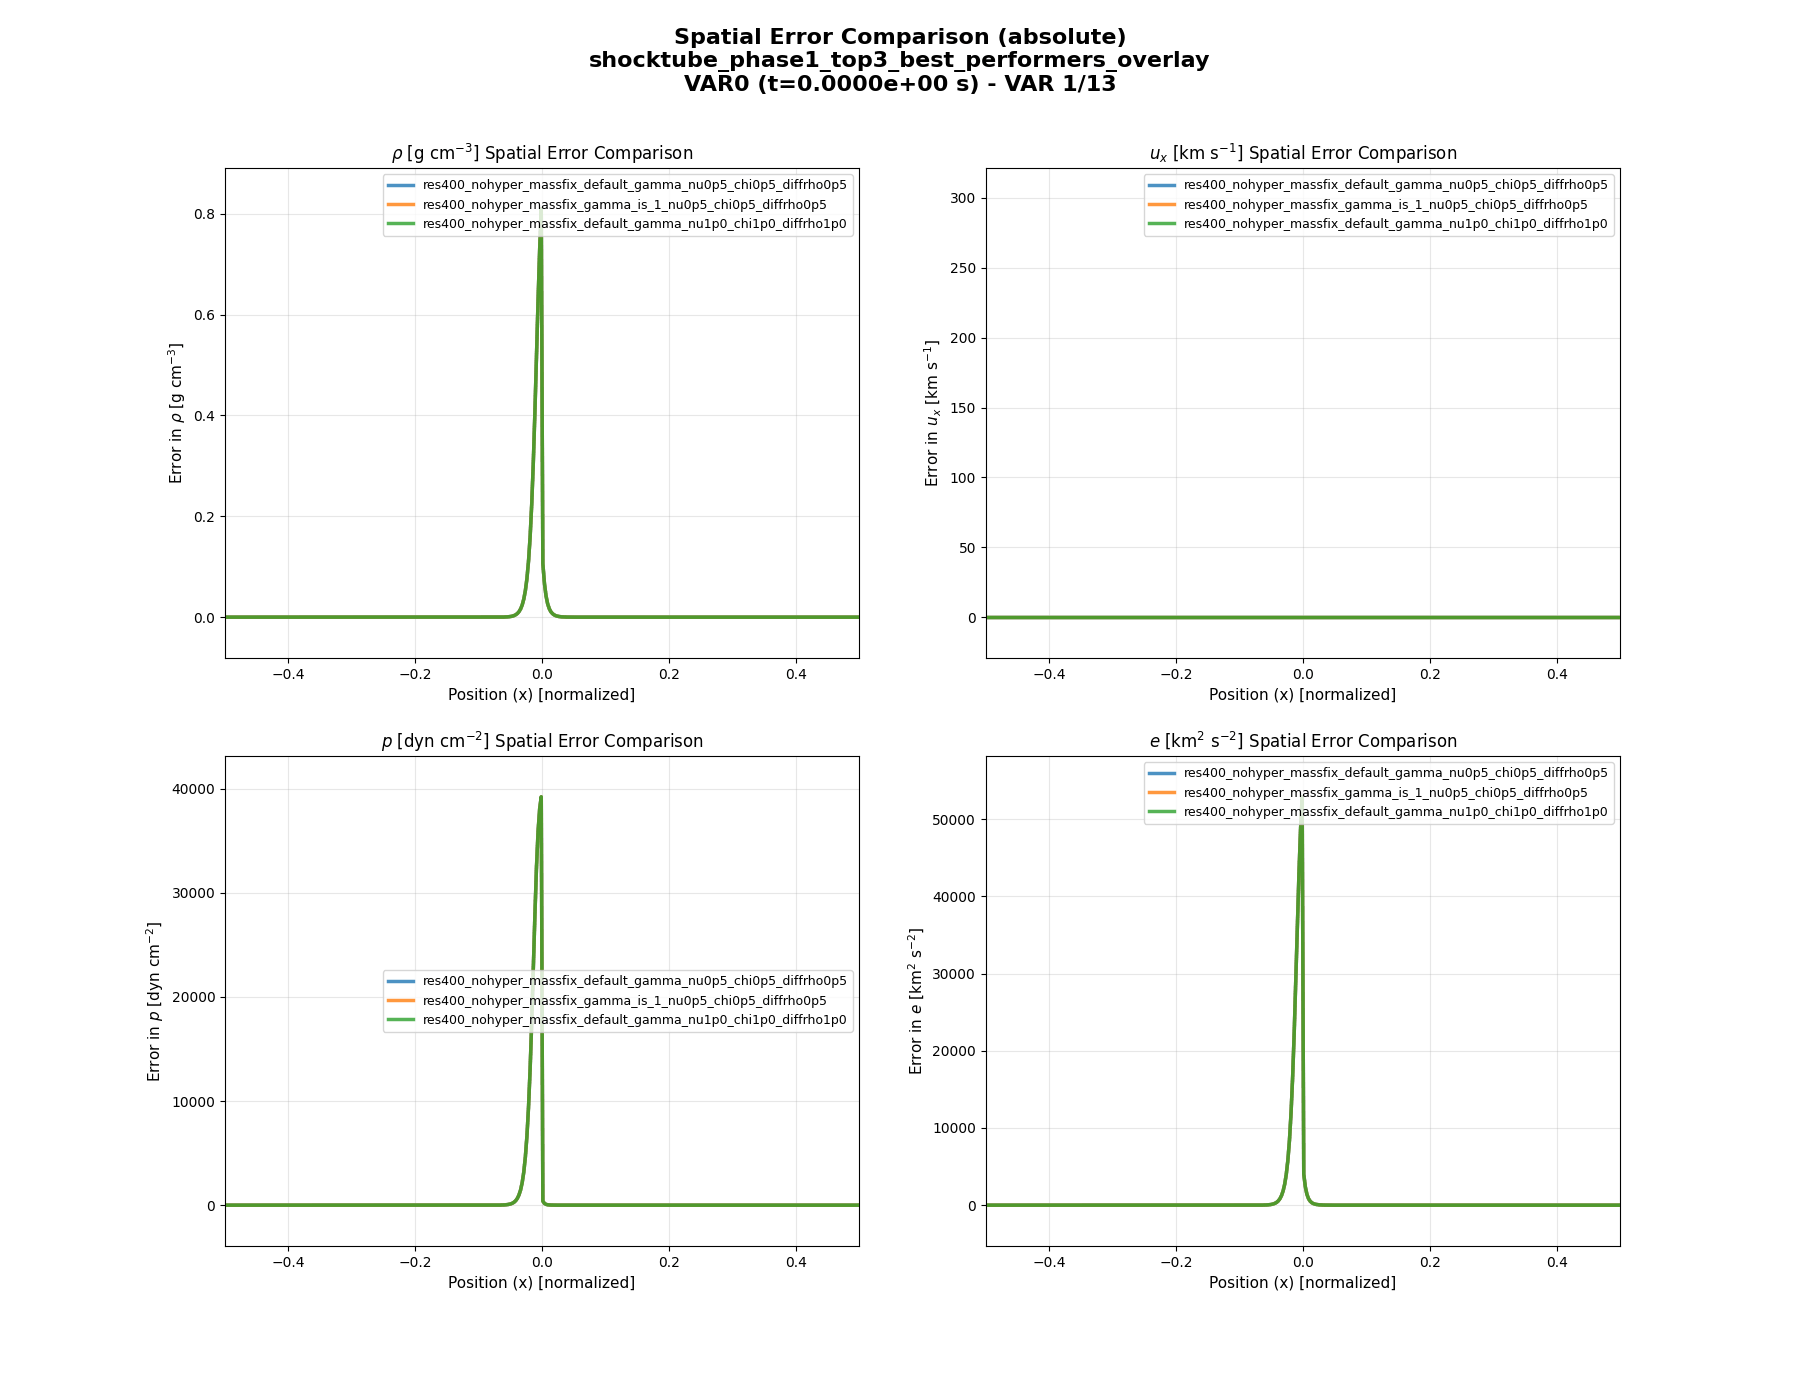 Spatial Error Comparison (absolute)
shocktube_phase1_top3_best_performers_overlay
VAR0 (t=0.0000e+00 s) - VAR 1/13
ρ [g cm⁻³] Spatial Error Comparison
res400_nohyper_massfix_default_gamma_nu0p5_chi0p5_diffrho0p5
res400_nohyper_massfix_gamma_is_1_nu0p5_chi0p5_diffrho0p5
res400_nohyper_massfix_default_gamma_nu1p0_chi1p0_diffrho1p0
Error in ρ [g cm⁻³]
0.8
0.6
0.4
0.2
0.0
−0.4 −0.2 0.0 0.2 0.4
Position (x) [normalized]
uₓ [km s⁻¹] Spatial Error Comparison
res400_nohyper_massfix_default_gamma_nu0p5_chi0p5_diffrho0p5
res400_nohyper_massfix_gamma_is_1_nu0p5_chi0p5_diffrho0p5
res400_nohyper_massfix_default_gamma_nu1p0_chi1p0_diffrho1p0
Error in uₓ [km s⁻¹]
300
250
200
150
100
50
0
−0.4 −0.2 0.0 0.2 0.4
Position (x) [normalized]
p [dyn cm⁻²] Spatial Error Comparison
res400_nohyper_massfix_default_gamma_nu0p5_chi0p5_diffrho0p5
res400_nohyper_massfix_gamma_is_1_nu0p5_chi0p5_diffrho0p5
res400_nohyper_massfix_default_gamma_nu1p0_chi1p0_diffrho1p0
Error in p [dyn cm⁻²]
40000
30000
20000
10000
0
−0.4 −0.2 0.0 0.2 0.4
Position (x) [normalized]
e [km² s⁻²] Spatial Error Comparison
res400_nohyper_massfix_default_gamma_nu0p5_chi0p5_diffrho0p5
res400_nohyper_massfix_gamma_is_1_nu0p5_chi0p5_diffrho0p5
res400_nohyper_massfix_default_gamma_nu1p0_chi1p0_diffrho1p0
Error in e [km² s⁻²]
50000
40000
30000
20000
10000
0
−0.4 −0.2 0.0 0.2 0.4
Position (x) [normalized]